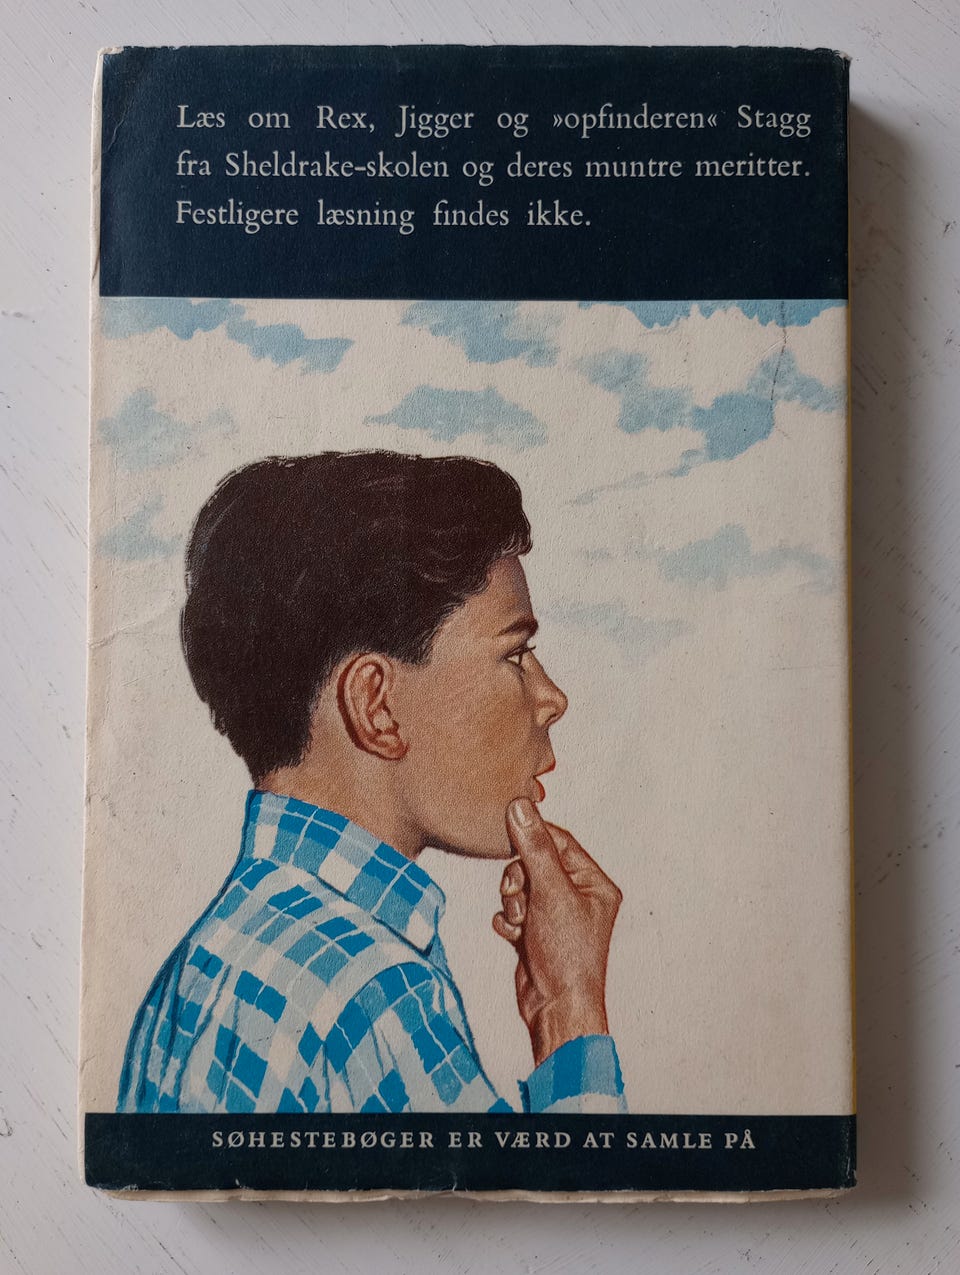 Læs om Rex, Jigger og »opfinderen« Stagg
fra Sheldrake-skolen og deres muntre meritter.
Festligere læsning findes ikke.
SØHESTEBØGER ER VÆRD AT SAMLE PÅ